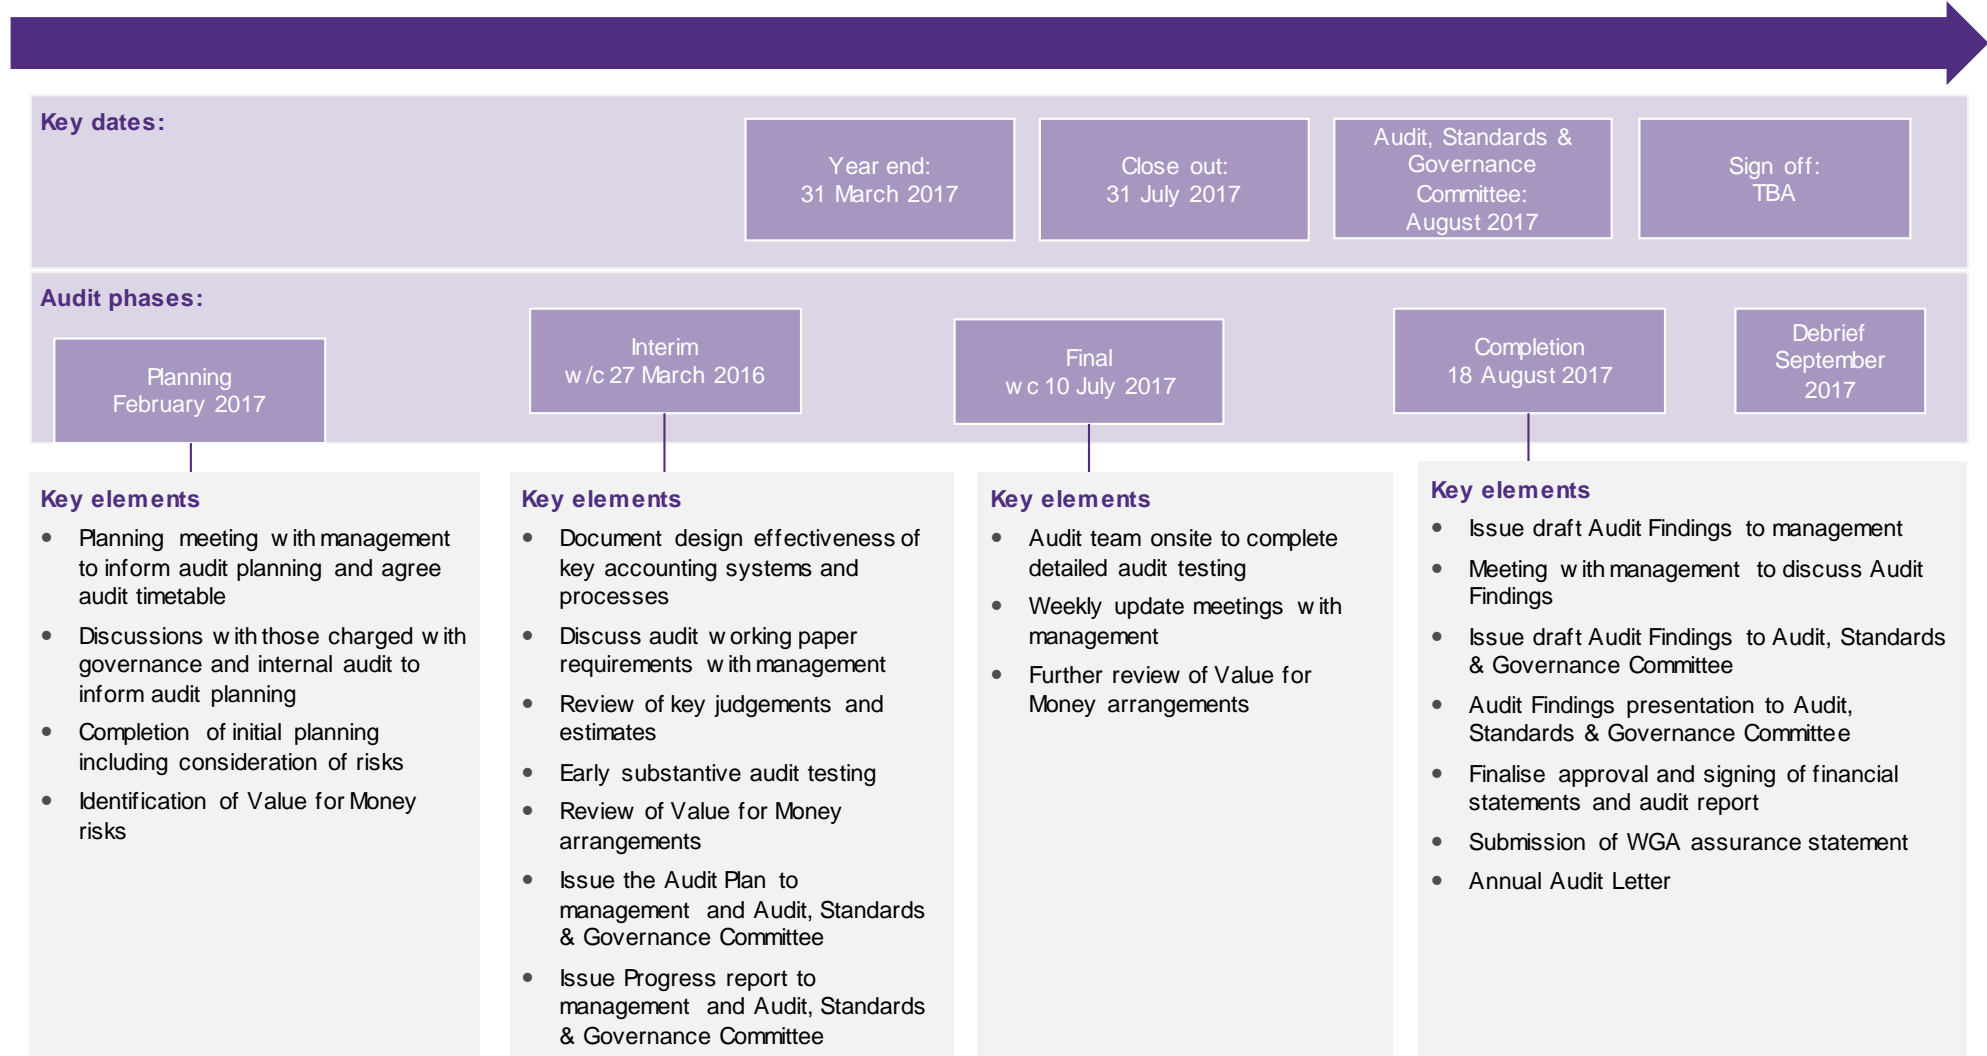 Key dates:
Year end:
31 March 2017
Close out:
31 July 2017
Audit, Standards &
Governance
Committee:
August 2017
Sign off:
TBA
Audit phases:
Planning
February 2017
Interim
w/c 27 March 2016
Final
wc 10 July 2017
Completion
18 August 2017
Debrief
September
2017
Key elements
• Planning meeting with management
to inform audit planning and agree
audit timetable
• Discussions with those charged with
governance and internal audit to
inform audit planning
• Completion of initial planning
including consideration of risks
• Identification of Value for Money
risks
Key elements
• Document design effectiveness of
key accounting systems and
processes
• Discuss audit working paper
requirements with management
• Review of key judgements and
estimates
• Early substantive audit testing
• Review of Value for Money
arrangements
• Issue the Audit Plan to
management and Audit, Standards
& Governance Committee
• Issue Progress report to
management and Audit, Standards
& Governance Committee
Key elements
• Audit team onsite to complete
detailed audit testing
• Weekly update meetings with
management
• Further review of Value for
Money arrangements
Key elements
• Issue draft Audit Findings to management
• Meeting with management to discuss Audit
Findings
• Issue draft Audit Findings to Audit, Standards
& Governance Committee
• Audit Findings presentation to Audit,
Standards & Governance Committee
• Finalise approval and signing of financial
statements and audit report
• Submission of WGA assurance statement
• Annual Audit Letter